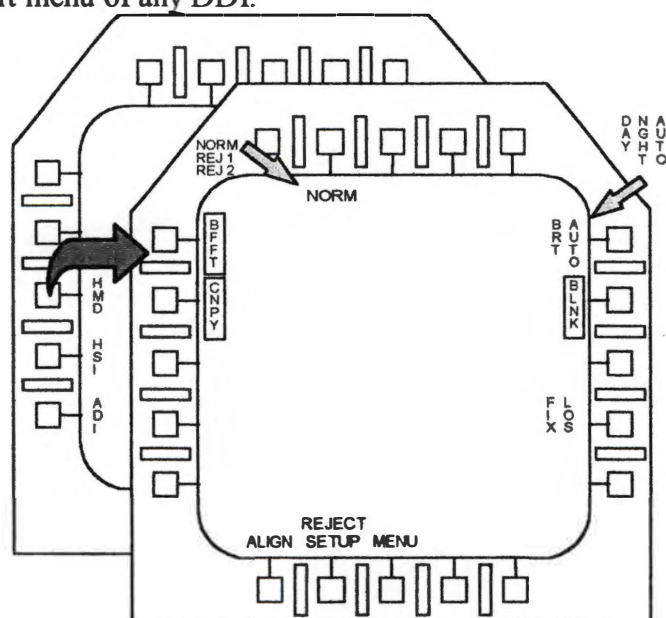 rt menu of any DDI.
DAY
NGHT
AUTO
NORM
REJ 1
REJ 2
NORM
BFFT
CNPY
BRT
AUTO
BLNK
HMD
HSI
ADI
FIX
LOS
REJECT
ALIGN SETUP MENU